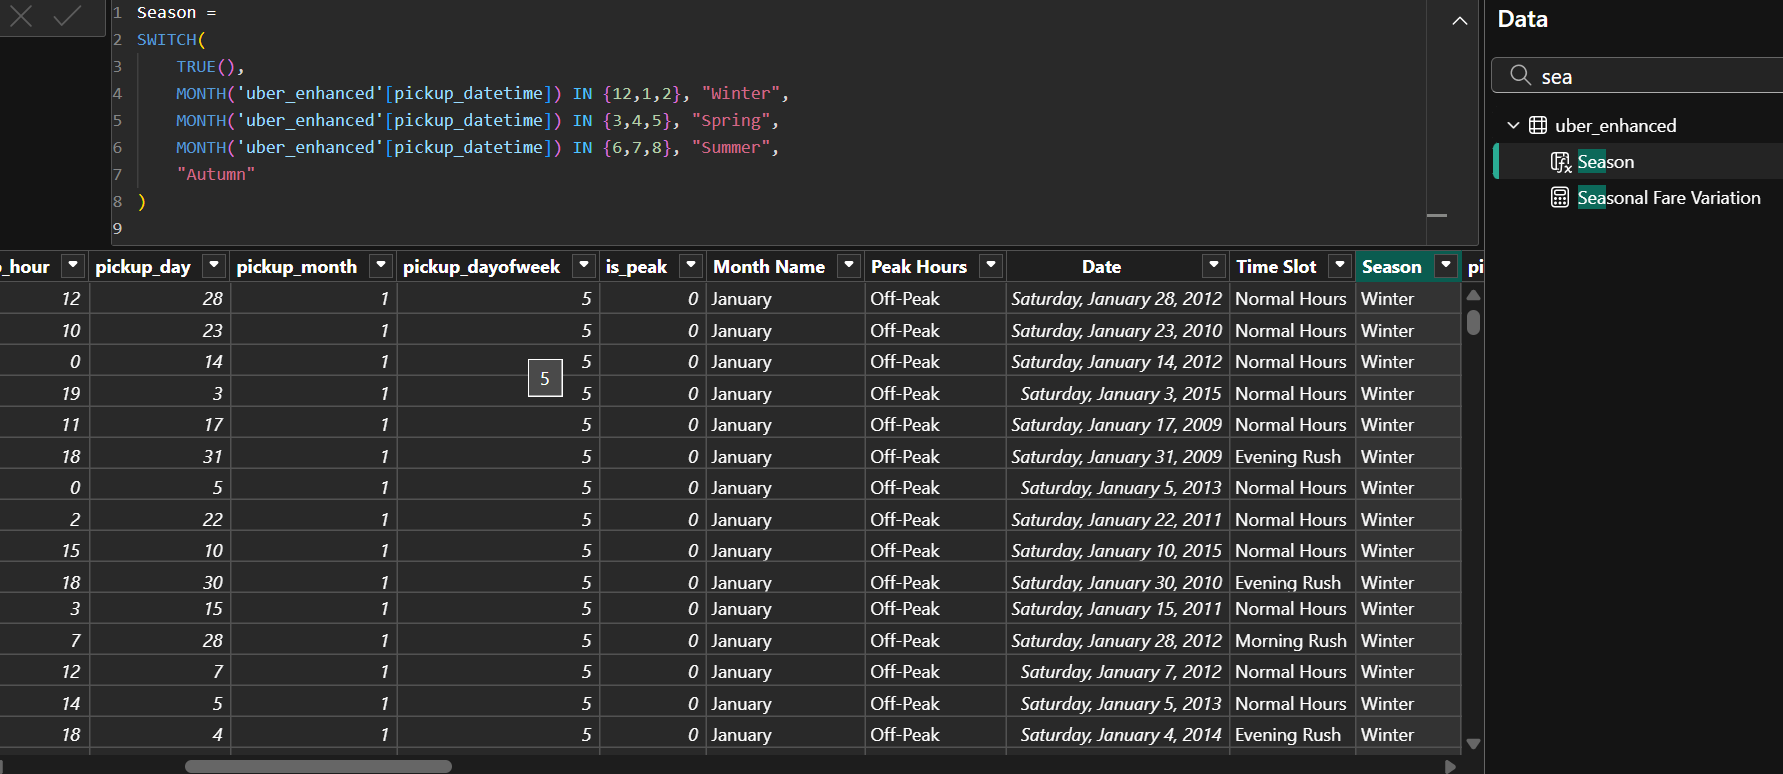 1 Season =
2 SWITCH(
3 TRUE(),
4 MONTH('uber_enhanced'[pickup_datetime]) IN {12,1,2}, "Winter",
5 MONTH('uber_enhanced'[pickup_datetime]) IN {3,4,5}, "Spring",
6 MONTH('uber_enhanced'[pickup_datetime]) IN {6,7,8}, "Summer",
7 "Autumn"
8 )
9
_hour pickup_day pickup_month pickup_dayofweek is_peak Month Name Peak Hours Date Time Slot Season pi
12 28 1 5 0 January Off-Peak Saturday, January 28, 2012 Normal Hours Winter
10 23 1 5 0 January Off-Peak Saturday, January 23, 2010 Normal Hours Winter
0 14 1 5 0 January Off-Peak Saturday, January 14, 2012 Normal Hours Winter
5
19 3 1 5 0 January Off-Peak Saturday, January 3, 2015 Normal Hours Winter
11 17 1 5 0 January Off-Peak Saturday, January 17, 2009 Normal Hours Winter
18 31 1 5 0 January Off-Peak Saturday, January 31, 2009 Evening Rush Winter
0 5 1 5 0 January Off-Peak Saturday, January 5, 2013 Normal Hours Winter
2 22 1 5 0 January Off-Peak Saturday, January 22, 2011 Normal Hours Winter
15 10 1 5 0 January Off-Peak Saturday, January 10, 2015 Normal Hours Winter
18 30 1 5 0 January Off-Peak Saturday, January 30, 2010 Evening Rush Winter
3 15 1 5 0 January Off-Peak Saturday, January 15, 2011 Normal Hours Winter
7 28 1 5 0 January Off-Peak Saturday, January 28, 2012 Morning Rush Winter
12 7 1 5 0 January Off-Peak Saturday, January 7, 2012 Normal Hours Winter
14 5 1 5 0 January Off-Peak Saturday, January 5, 2013 Normal Hours Winter
18 4 1 5 0 January Off-Peak Saturday, January 4, 2014 Evening Rush Winter
Data
sea
uber_enhanced
Season
Seasonal Fare Variation